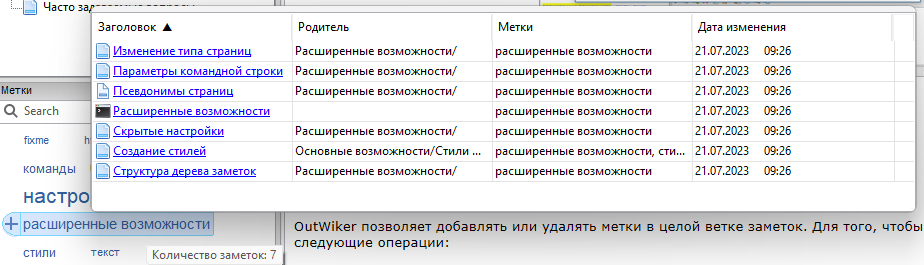 Часто задаваемые вопросы
Заголовок ▲ Родитель Метки Дата изменения
Изменение типа страниц Расширенные возможности/ расширенные возможности 21.07.2023 09:26
Параметры командной строки Расширенные возможности/ расширенные возможности 21.07.2023 09:26
Псевдонимы страниц Расширенные возможности/ расширенные возможности 21.07.2023 09:26
Расширенные возможности расширенные возможности 21.07.2023 09:26
Скрытые настройки Расширенные возможности/ расширенные возможности 21.07.2023 09:26
Создание стилей Основные возможности/Стили ... расширенные возможности, сти... 21.07.2023 09:26
Структура дерева заметок Расширенные возможности/ расширенные возможности 21.07.2023 09:26
Метки
Search
fixme
команды
настро
расширенные возможности
стили текст
Количество заметок: 7
OutWiker позволяет добавлять или удалять метки в целой ветке заметок. Для того, чтобы
следующие операции: